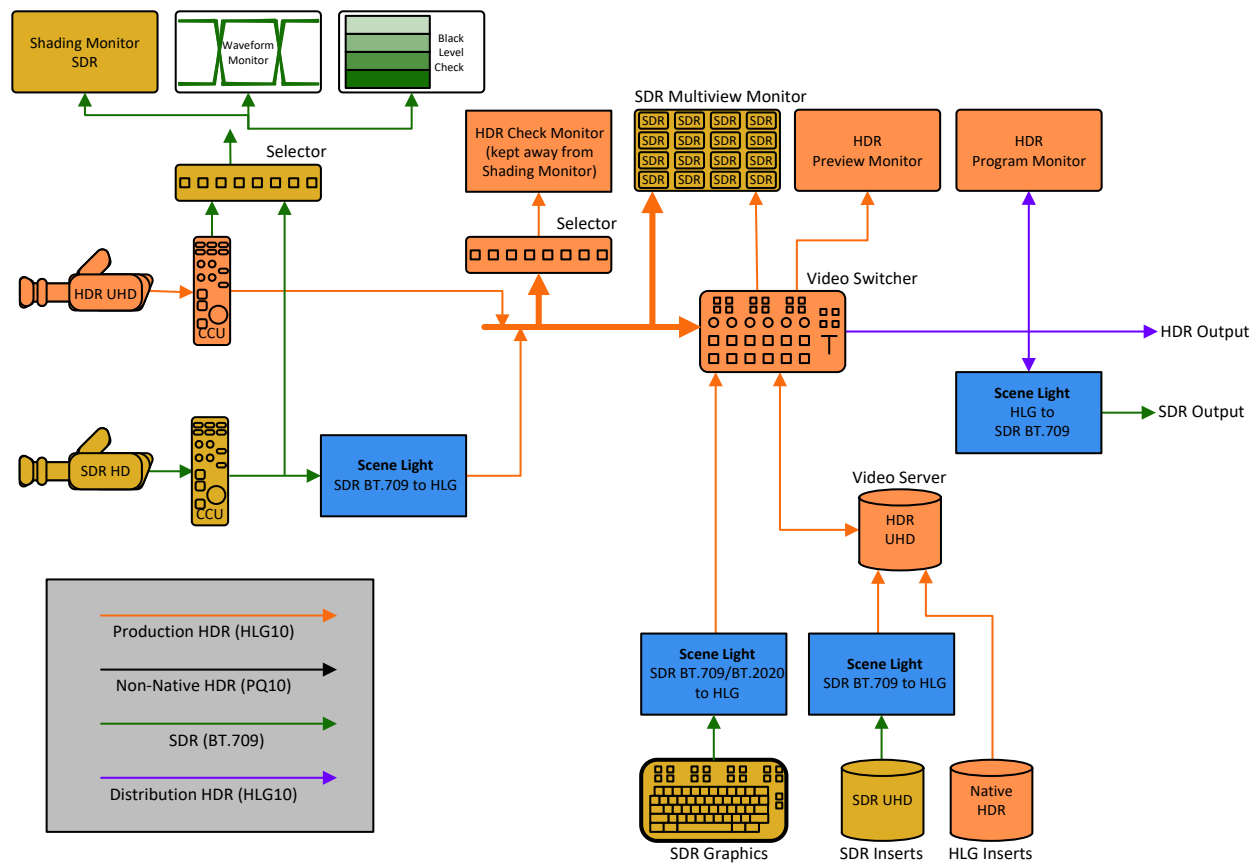 Shading Monitor
SDR
Waveform
Monitor
Black
Level
Check
Selector
HDR Check Monitor
(kept away from
Shading Monitor)
Selector
SDR Multiview Monitor
SDR SDR SDR SDR
SDR SDR SDR SDR
SDR SDR SDR SDR
SDR SDR SDR SDR
HDR
Preview Monitor
HDR
Program Monitor
HDR UHD
CCU
Video Switcher
HDR Output
Scene Light
HLG to
SDR BT.709
SDR Output
SDR HD
CCU
Scene Light
SDR BT.709 to HLG
Video Server
HDR
UHD
Production HDR (HLG10)
Non-Native HDR (PQ10)
SDR (BT.709)
Distribution HDR (HLG10)
Scene Light
SDR BT.709/BT.2020
to HLG
Scene Light
SDR BT.709 to HLG
SDR Graphics
SDR UHD
SDR Inserts
Native
HDR
HLG Inserts